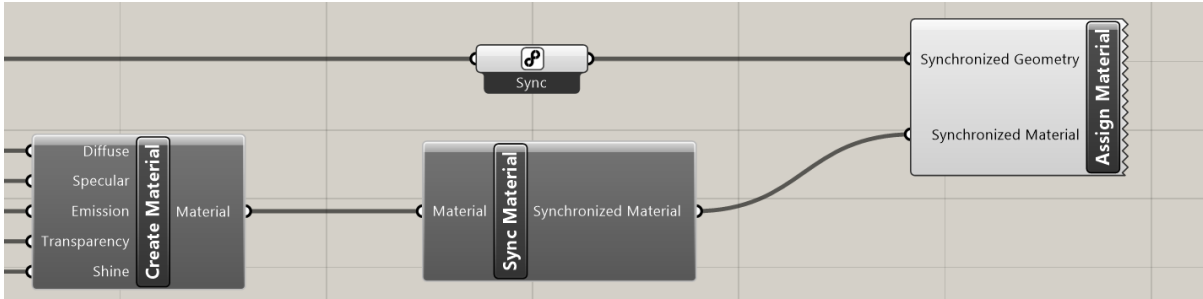 Sync
Synchronized Geometry
Synchronized Material
Assign Material
Diffuse
Specular
Emission
Transparency
Shine
Create Material
Material
Material
Sync Material
Synchronized Material